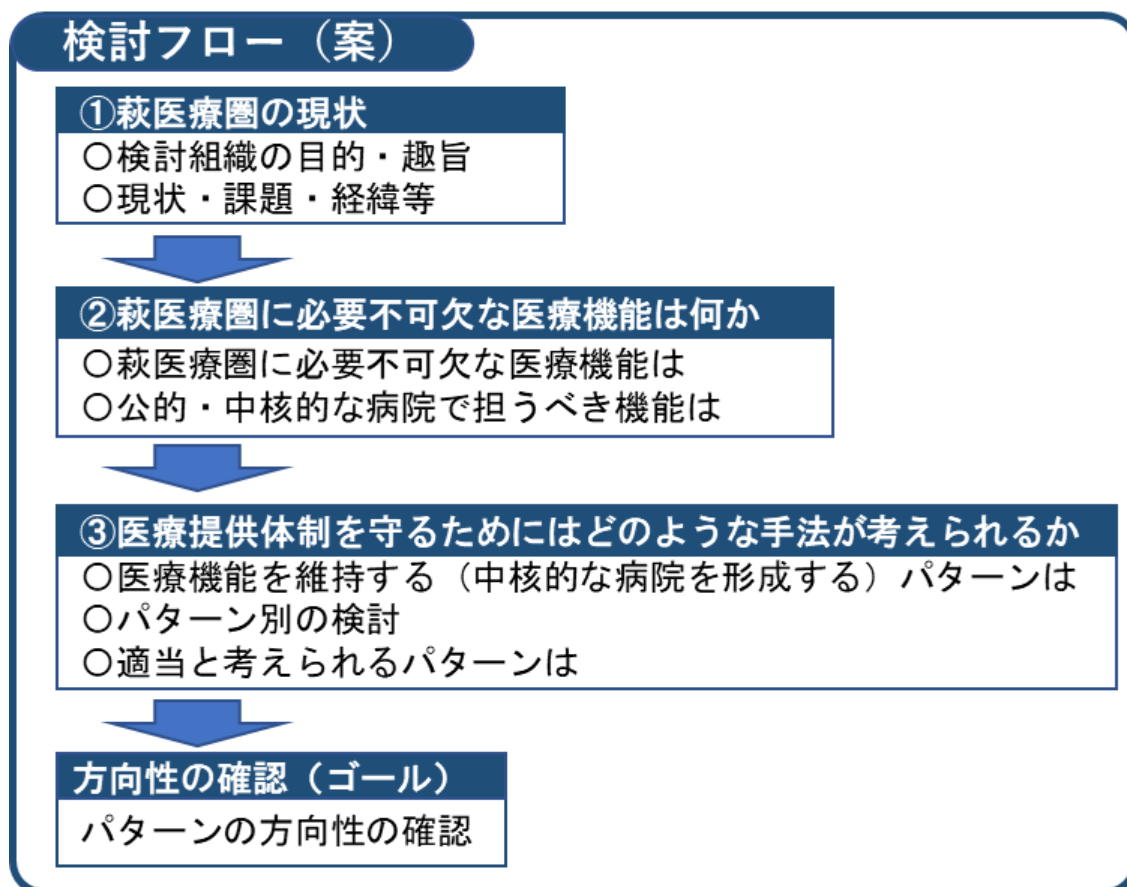 検討フロー（案）
①萩医療圏の現状
〇検討組織の目的・趣旨
〇現状・課題・経緯等
②萩医療圏に必要不可欠な医療機能は何か
〇萩医療圏に必要不可欠な医療機能は
〇公的・中核的な病院で担うべき機能は
③医療提供体制を守るためにはどのような手法が考えられるか
〇医療機能を維持する（中核的な病院を形成する）パターンは
〇パターン別の検討
〇適当と考えられるパターンは
方向性の確認（ゴール）
パターンの方向性の確認